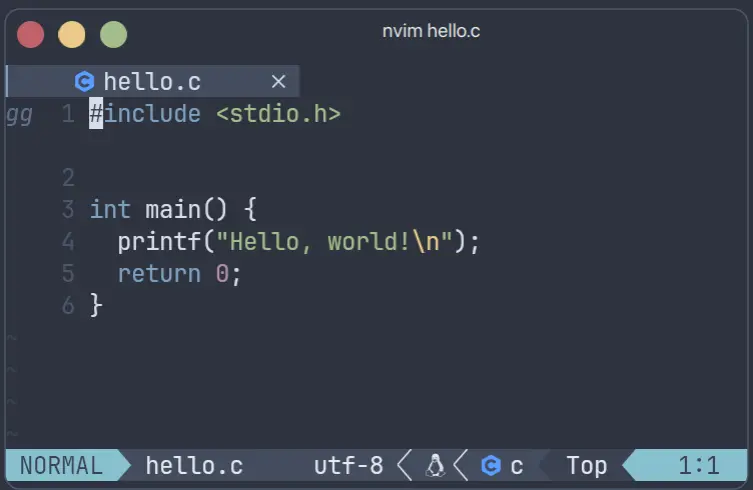 nvim hello.c
hello.c ×
gg 1 #include <stdio.h>
2
3 int main() {
4   printf("Hello, world!\n");
5   return 0;
6 }
~
~
~
~
NORMAL hello.c utf-8 c Top 1:1